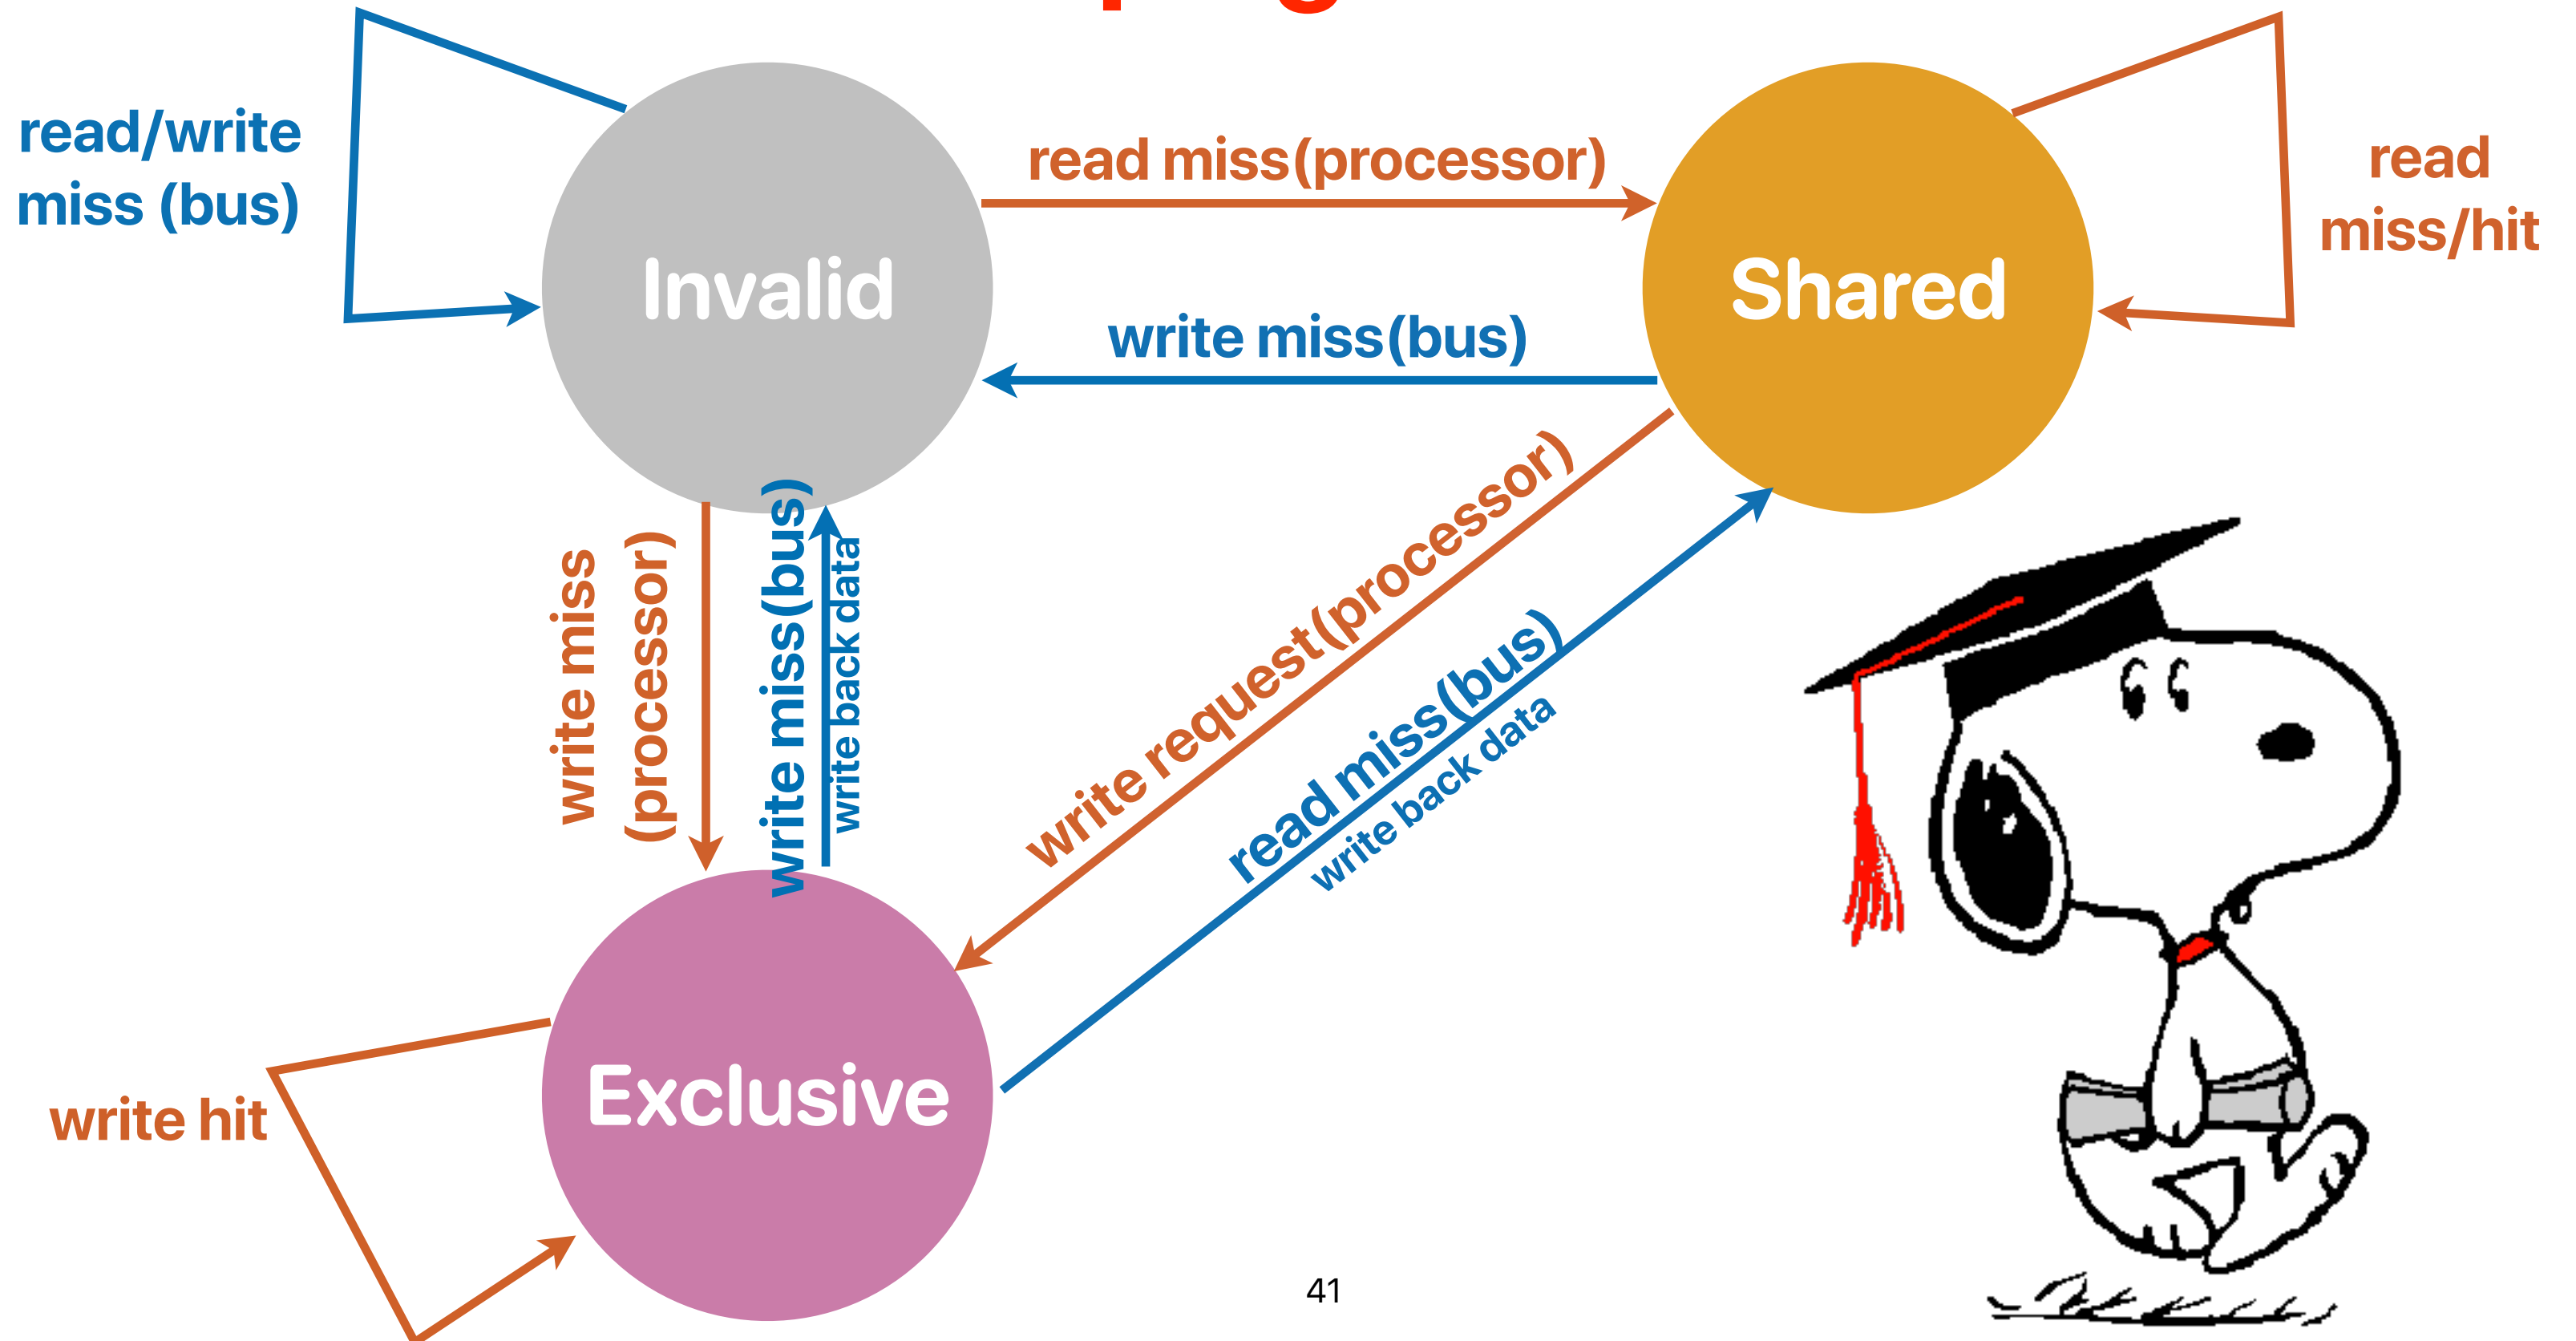 read/write
miss (bus)
Invalid
read miss(processor)
write miss(bus)
Shared
read
miss/hit
write miss
(processor)
write miss(bus)
write back data
write request(processor)
read miss(bus)
write back data
Exclusive
write hit
41